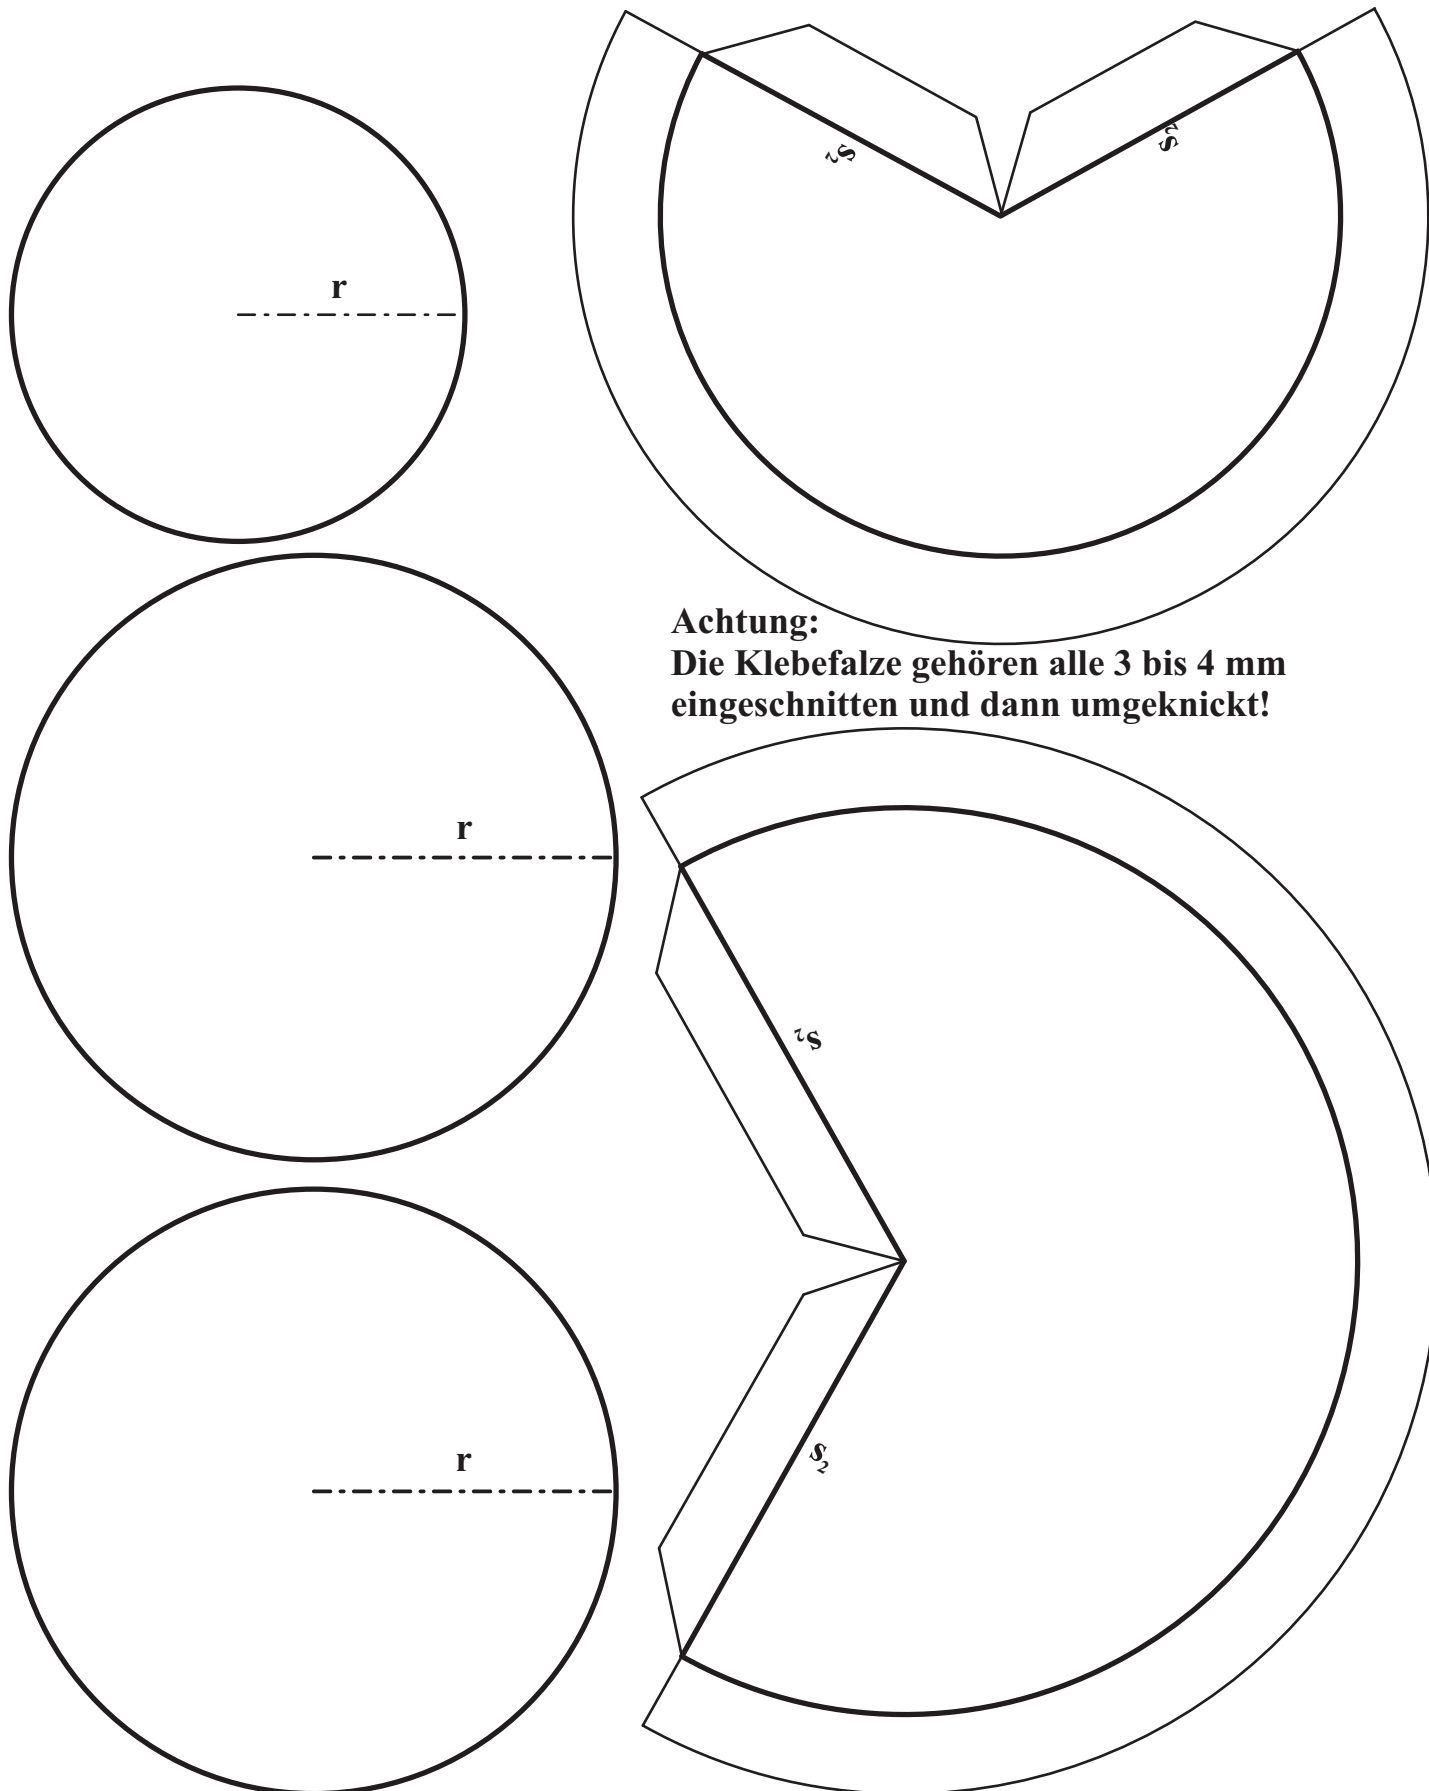 s₂
s₂
r
Achtung:
Die Klebefalze gehören alle 3 bis 4 mm
eingeschnitten und dann umgeknickt!
r
s₂
s₂
r